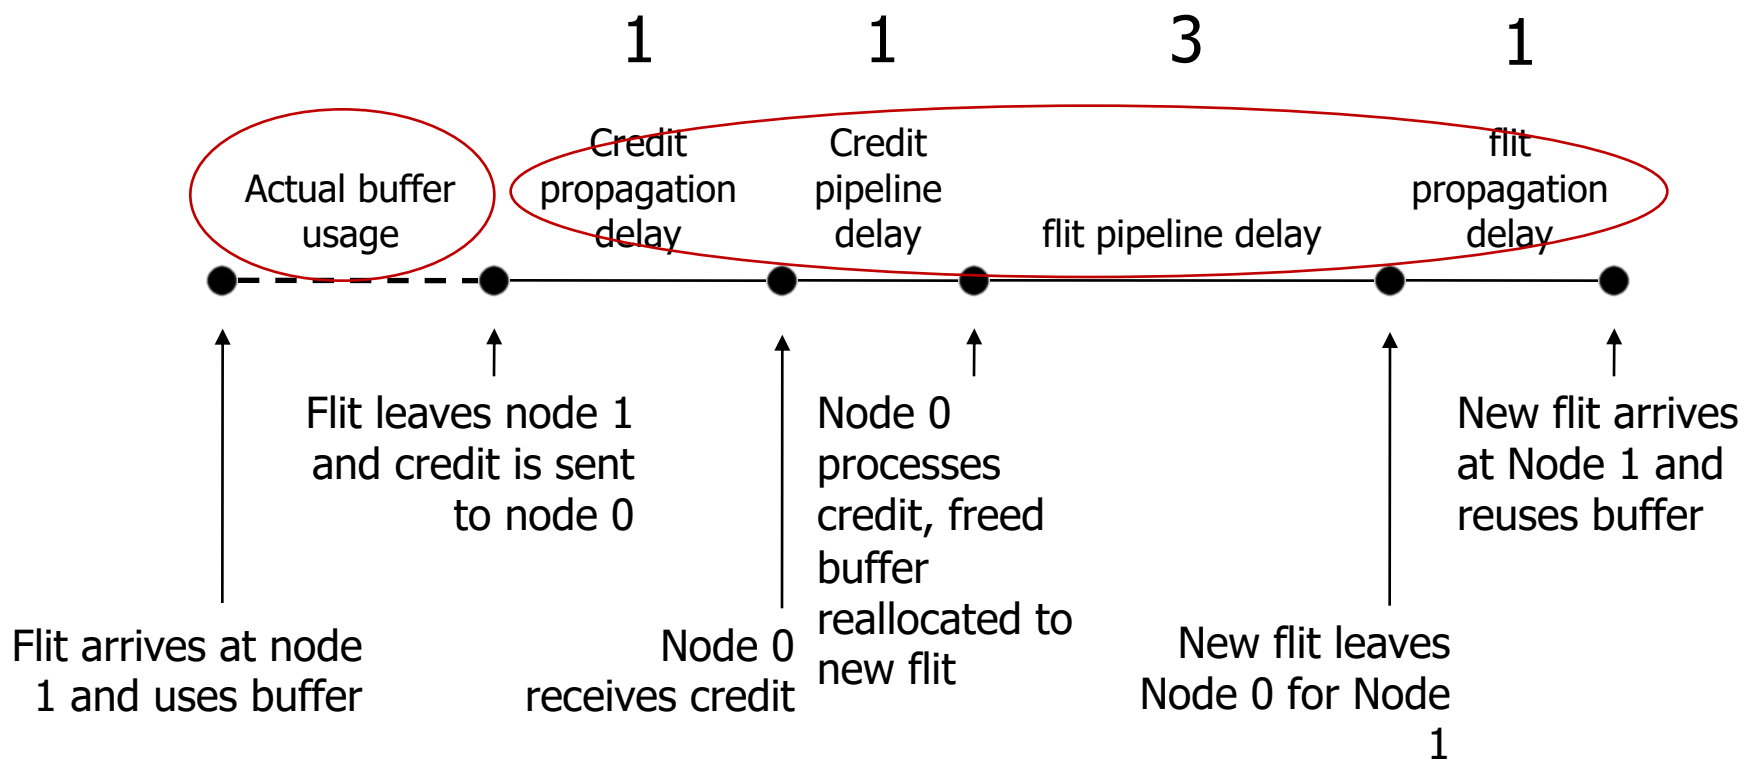 1 1 3 1
Actual buffer
usage
Credit
propagation
delay
Credit
pipeline
delay
flit pipeline delay
flit
propagation
delay
Flit arrives at node
1 and uses buffer
Flit leaves node 1
and credit is sent
to node 0
Node 0
receives credit
Node 0
processes
credit, freed
buffer
reallocated to
new flit
New flit leaves
Node 0 for Node
1
New flit arrives
at Node 1 and
reuses buffer